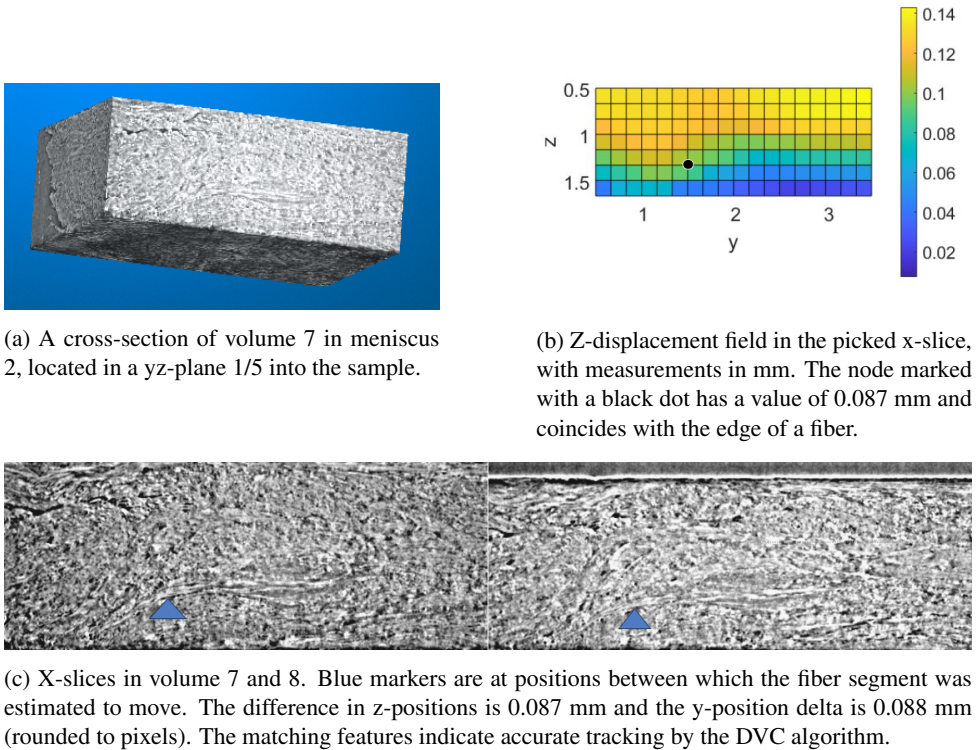 0.14
0.12
0.1
0.08
0.06
0.04
0.02
0.5
1
1.5
z
1 2 3
y
(a) A cross-section of volume 7 in meniscus
2, located in a yz-plane 1/5 into the sample.
(b) Z-displacement field in the picked x-slice,
with measurements in mm. The node marked
with a black dot has a value of 0.087 mm and
coincides with the edge of a fiber.
(c) X-slices in volume 7 and 8. Blue markers are at positions between which the fiber segment was
estimated to move. The difference in z-positions is 0.087 mm and the y-position delta is 0.088 mm
(rounded to pixels). The matching features indicate accurate tracking by the DVC algorithm.